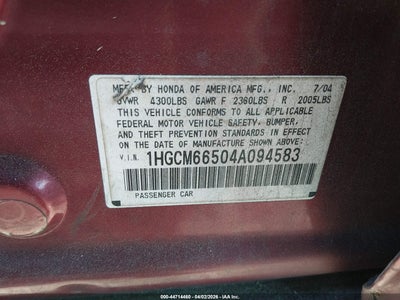 MFD. BY HONDA OF AMERICA MFG., INC. 7/04
GVWR 4300LBS GAWR F 2360LBS R 2005LBS
THIS VEHICLE CONFORMS TO ALL APPLICABLE
FEDERAL MOTOR VEHICLE SAFETY, BUMPER,
AND THEFT PREVENTION STANDARDS IN EFFECT
ON THE DATE OF MANUFACTURE SHOWN ABOVE:
V.I.N. 1HGCM66504A094583
PASSENGER CAR
000-44714460 - 04/02/2026 - IAAI